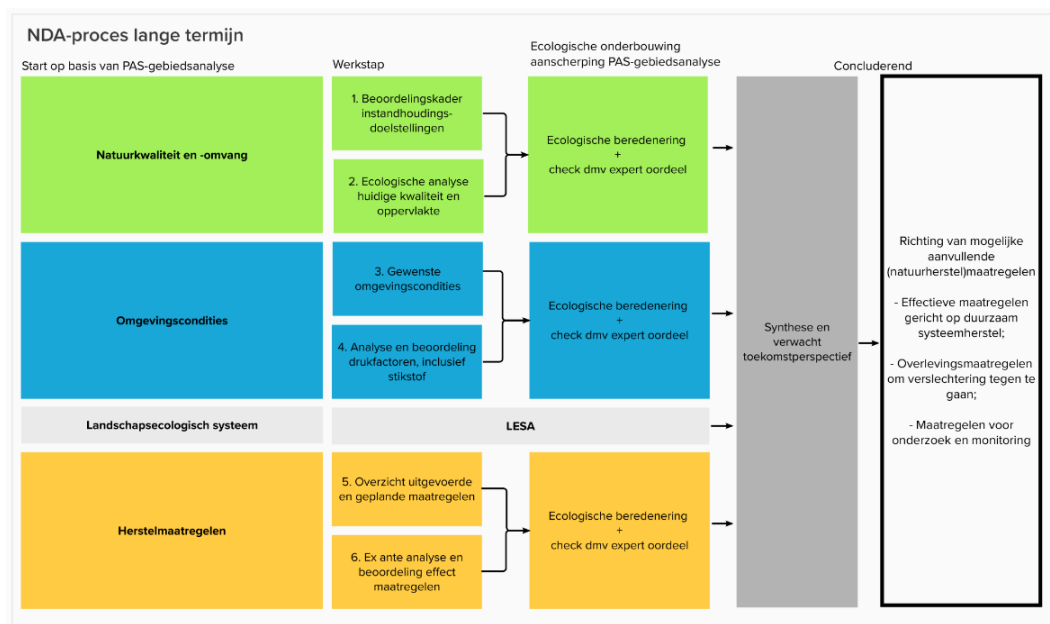 NDA-proces lange termijn
Start op basis van PAS-gebiedsanalyse
Werkstap
Ecologische onderbouwing
aanscherping PAS-gebiedsanalyse
Concluderend
Natuurkwaliteit en -omvang
1. Beoordelingskader
instandhoudings-
doelstellingen
2. Ecologische analyse
huidige kwaliteit en
oppervlakte
Ecologische beredenering
+
check dmv expert oordeel
Omgevingscondities
3. Gewenste
omgevingscondities
4. Analyse en beoordeling
drukfactoren, inclusief
stikstof
Ecologische beredenering
+
check dmv expert oordeel
Landschapsecologisch systeem
LESA
Herstelmaatregelen
5. Overzicht uitgevoerde
en geplande maatregelen
6. Ex ante analyse en
beoordeling effect
maatregelen
Ecologische beredenering
+
check dmv expert oordeel
Synthese en
verwacht
toekomstperspectief
Richting van mogelijke
aanvullende
(natuurherstel)maatregelen
- Effectieve maatregelen
gericht op duurzaam
systeemherstel;
- Overlevingsmaatregelen
om verslechtering tegen te
gaan;
- Maatregelen voor
onderzoek en monitoring